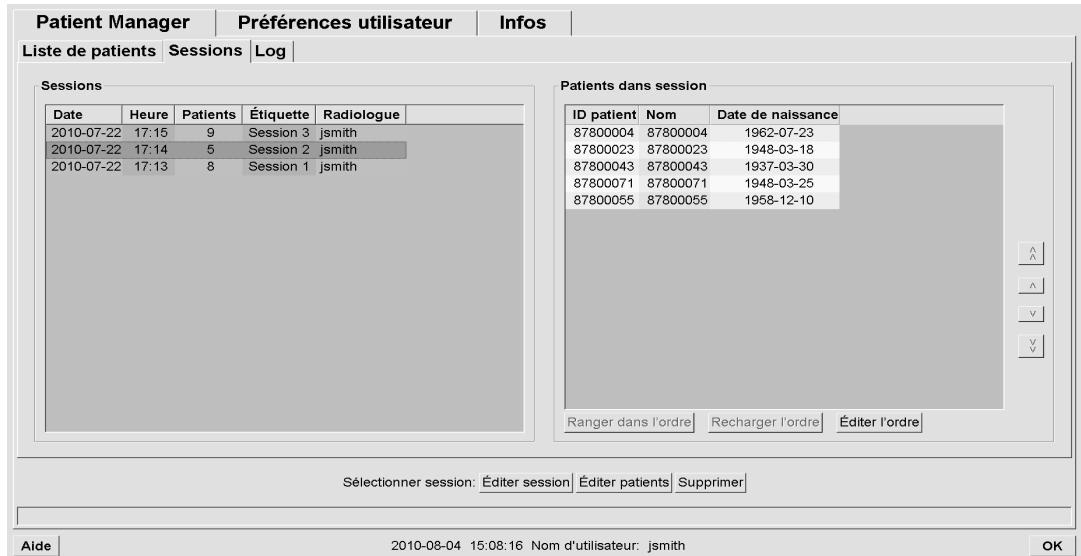 Patient Manager Préférences utilisateur Infos
Liste de patients Sessions Log
Sessions
Date Heure Patients Étiquette Radiologue
2010-07-22 17:15 9 Session 3 jsmith
2010-07-22 17:14 5 Session 2 jsmith
2010-07-22 17:13 8 Session 1 jsmith
Patients dans session
ID patient Nom Date de naissance
87800004 87800004 1962-07-23
87800023 87800023 1948-03-18
87800043 87800043 1937-03-30
87800071 87800071 1948-03-25
87800055 87800055 1958-12-10
Ranger dans l'ordre Recharger l'ordre Éditer l'ordre
Sélectionner session: Éditer session Éditer patients Supprimer
Aide 2010-08-04 15:08:16 Nom d'utilisateur: jsmith OK